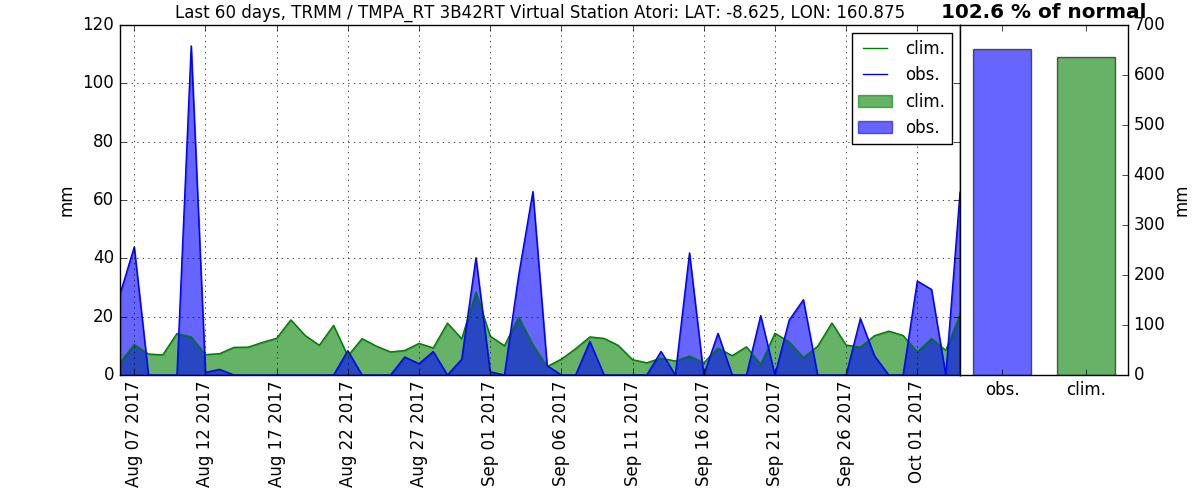 Last 60 days, TRMM / TMPA_RT 3B42RT Virtual Station Atori: LAT: -8.625, LON: 160.875
102.6 % of normal
120
100
80
60
40
20
0
mm
clim.
obs.
clim.
obs.
700
600
500
400
300
200
100
0
mm
Aug 07 2017
Aug 12 2017
Aug 17 2017
Aug 22 2017
Aug 27 2017
Sep 01 2017
Sep 06 2017
Sep 11 2017
Sep 16 2017
Sep 21 2017
Sep 26 2017
Oct 01 2017
obs.
clim.